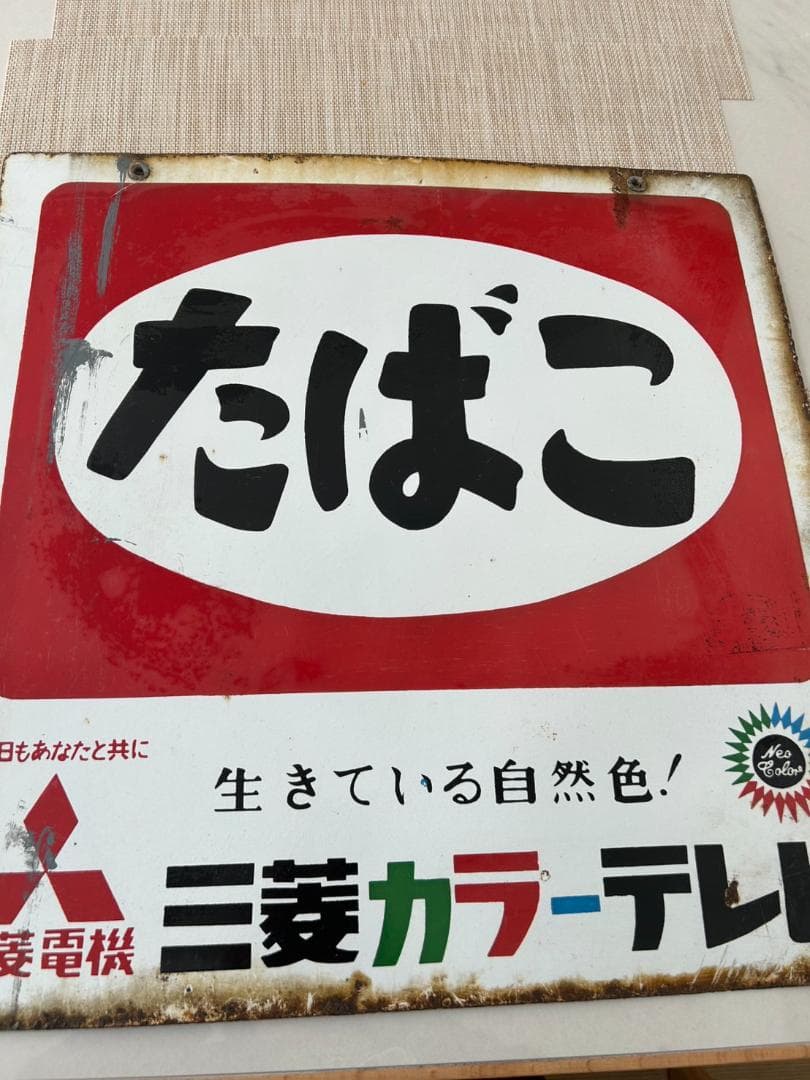 たばこ
日もあなたと共に
生きている自然色!
Neo Color
三菱カラーテレ
菱電機